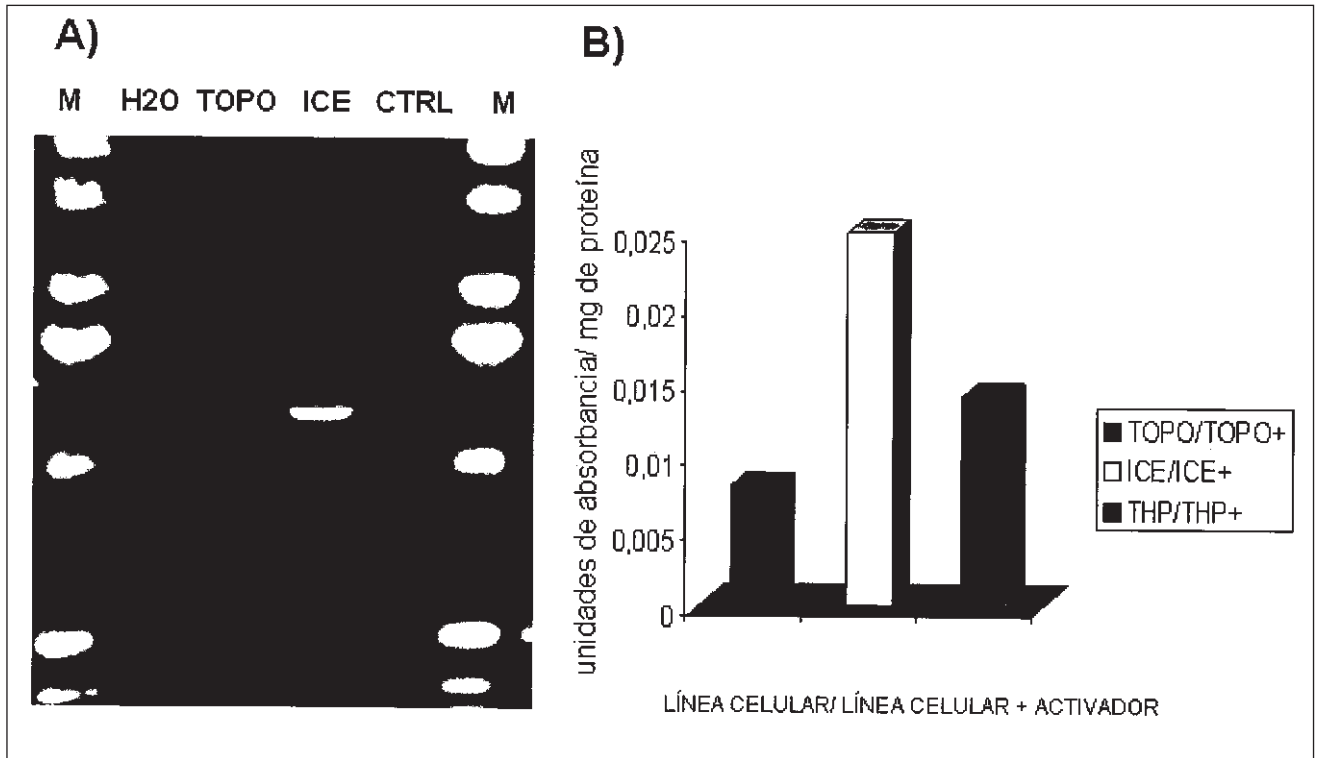 A)
M H2O TOPO ICE CTRL M
B)
unidades de absorbancia/ mg de proteína
0,025
0,02
0,015
0,01
0,005
0
TOPO/TOPO+
ICE/ICE+
THP/THP+
LÍNEA CELULAR/ LÍNEA CELULAR + ACTIVADOR